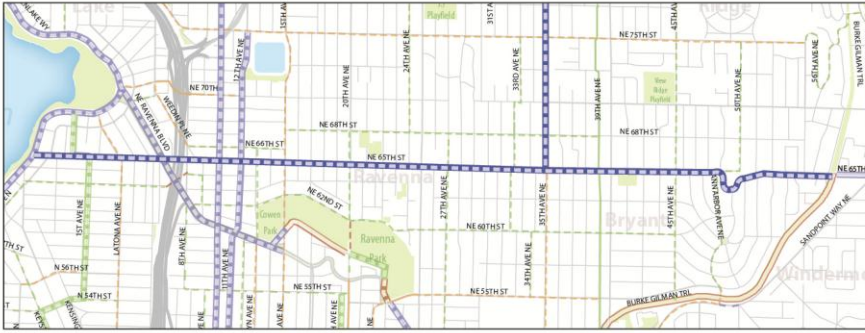 Lake
Ridge
Playfield
15TH AVE NE
31ST A
45TH AVE NE
BURKE GILMAN TRL
NE 75TH ST
24TH AVE NE
12TH AVE NE
33RD AVE NE
39TH AVE NE
50TH AVE NE
56TH AVE NE
NE 70TH
WEEDIN PL NE
NE RAVENNA BLVD
20TH AVE NE
View
Ridge
Playfield
NE 68TH ST
NE 68TH ST
NE 66TH ST
NE 65TH ST
NE 65TH
Ravenna
NE 62ND ST
1ST AVE NE
LATONA AVE NE
8TH AVE NE
11TH AVE NE
Cowen
Park
Ravenna
Park
27TH AVE NE
NE 60TH ST
34TH AVE NE
35TH AVE NE
Bryant
45TH AVE NE
SANDPOINT WAY NE
Winderme
N 56TH ST
N 54TH ST
NE 55TH ST
NE 55TH ST
BURKE GILMAN TRL
NE